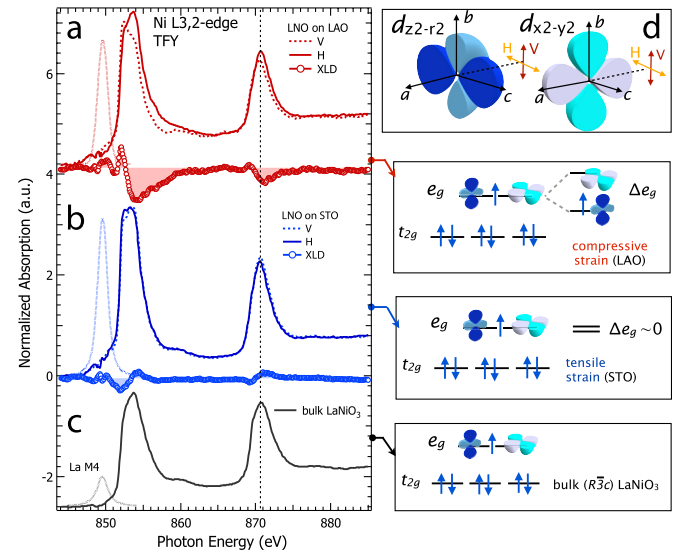 a
Ni L3,2-edge
TFY
LNO on LAO
V
H
XLD
b
LNO on STO
V
H
XLD
c
bulk LaNiO3
La M4
6
4
2
0
-2
Normalized Absorption (a.u.)
850
860
870
880
Photon Energy (eV)
dz2-r2
dx2-y2
d
b
b
H
V
H
V
a
c
a
c
eg
Δeg
t2g
compressive
strain (LAO)
eg
Δeg ~0
t2g
tensile
strain (STO)
eg
t2g
bulk (R3̅c) LaNiO3